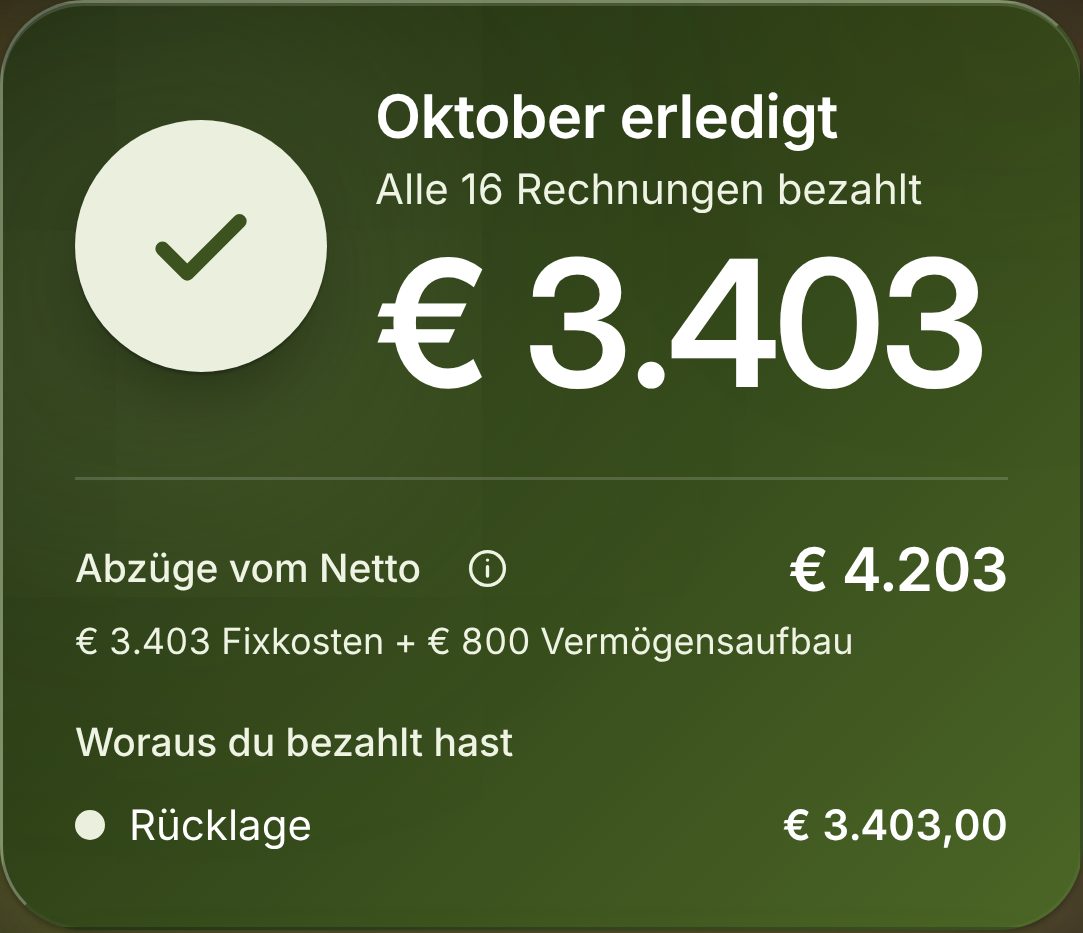 Oktober erledigt
Alle 16 Rechnungen bezahlt
€ 3.403
Abzüge vom Netto € 4.203
€ 3.403 Fixkosten + € 800 Vermögensaufbau
Woraus du bezahlt hast
Rücklage € 3.403,00